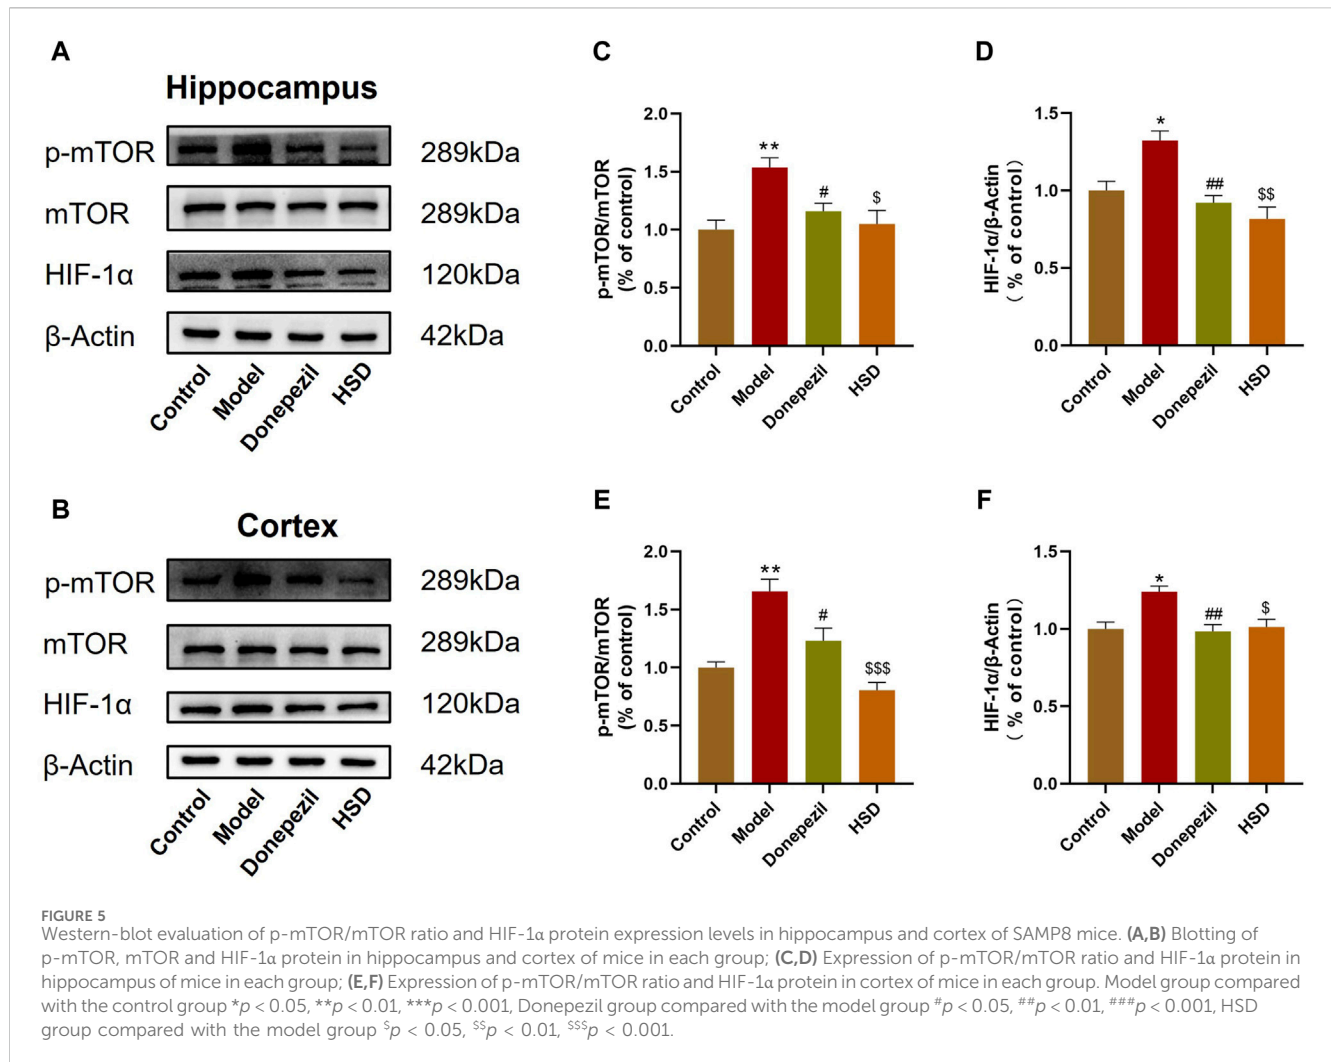 A
Hippocampus
p-mTOR 289kDa
mTOR 289kDa
HIF-1α 120kDa
β-Actin 42kDa
Control Model Donepezil HSD
C
p-mTOR/mTOR
(% of control)
2.0
1.5
1.0
0.5
0.0
** # $
Control Model Donepezil HSD
D
HIF-1α/β-Actin
( % of control)
1.5
1.0
0.5
0.0
* ## $$
Control Model Donepezil HSD
B
Cortex
p-mTOR 289kDa
mTOR 289kDa
HIF-1α 120kDa
β-Actin 42kDa
Control Model Donepezil HSD
E
p-mTOR/mTOR
(% of control)
2.0
1.5
1.0
0.5
0.0
** # $$$
Control Model Donepezil HSD
F
HIF-1α/β-Actin
( % of control)
1.5
1.0
0.5
0.0
* ## $
Control Model Donepezil HSD
FIGURE 5
Western-blot evaluation of p-mTOR/mTOR ratio and HIF-1α protein expression levels in hippocampus and cortex of SAMP8 mice. (A,B) Blotting of
p-mTOR, mTOR and HIF-1α protein in hippocampus and cortex of mice in each group; (C,D) Expression of p-mTOR/mTOR ratio and HIF-1α protein in
hippocampus of mice in each group; (E,F) Expression of p-mTOR/mTOR ratio and HIF-1α protein in cortex of mice in each group. Model group compared
with the control group *p < 0.05, **p < 0.01, ***p < 0.001, Donepezil group compared with the model group #p < 0.05, ##p < 0.01, ###p < 0.001, HSD
group compared with the model group $p < 0.05, $$p < 0.01, $$$p < 0.001.